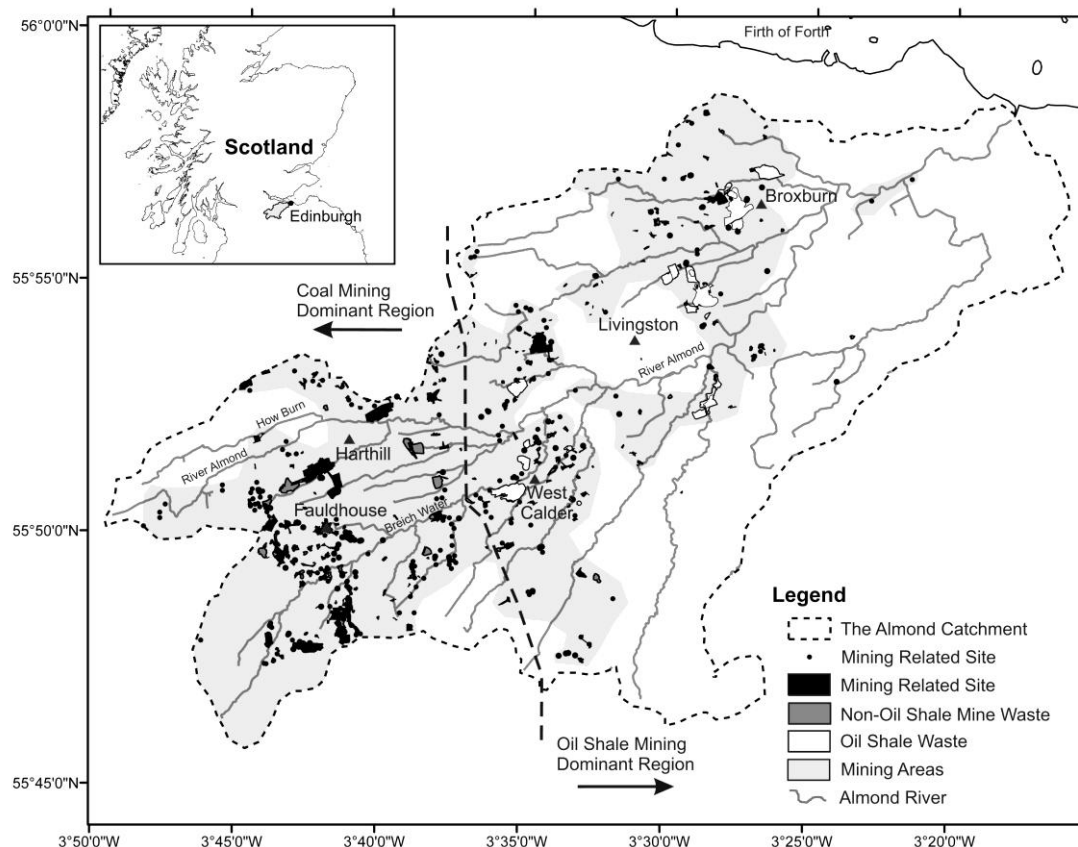 56°0'0"N
Firth of Forth
Scotland
Edinburgh
Broxburn
55°55'0"N
Coal Mining
Dominant Region
Livingston
River Almond
How Burn
River Almond
Harthill
West
Calder
Fauldhouse
Breich Water
55°50'0"N
Oil Shale Mining
Dominant Region
55°45'0"N
Legend
The Almond Catchment
Mining Related Site
Mining Related Site
Non-Oil Shale Mine Waste
Oil Shale Waste
Mining Areas
Almond River
3°50'0"W 3°45'0"W 3°40'0"W 3°35'0"W 3°30'0"W 3°25'0"W 3°20'0"W